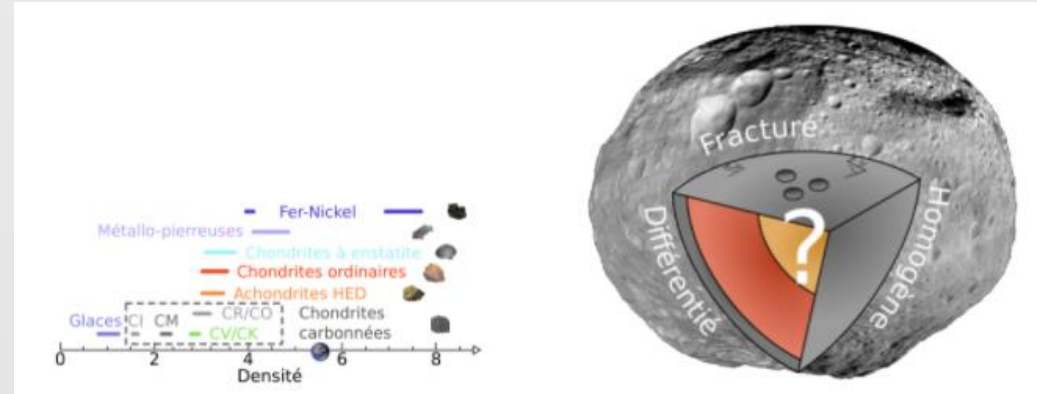 Fer-Nickel
Métallo-pierreuses
Chondrites à enstatite
Chondrites ordinaires
Achondrites HED
CR/CO
Chondrites
carbonnées
Glaces
CI
CM
CV/CK
0
2
4
6
8
Densité
Fracturé
Différentié
Homogène
?